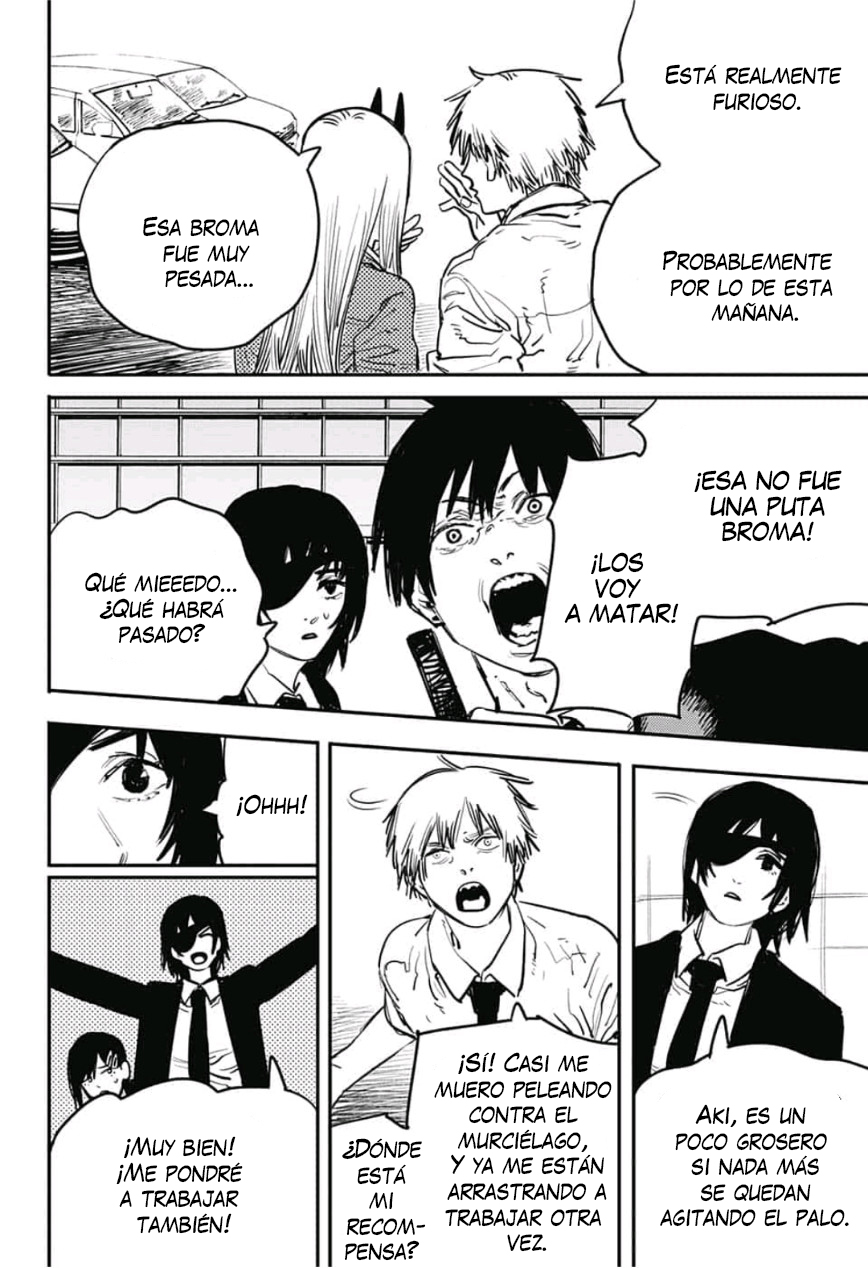 ESTÁ REALMENTE
FURIOSO.
PROBABLEMENTE
POR LO DE ESTA
MAÑANA.
ESA BROMA
FUE MUY
PESADA...
¡ESA NO FUE
UNA PUTA
BROMA!
¡LOS
VOY
A MATAR!
QUÉ MIEEEDO...
¿QUÉ HABRÁ
PASADO?
AKI, ES UN
POCO GROSERO
SI NADA MÁS
SE QUEDAN
AGITANDO EL PALO.
¡SÍ! CASI ME
MUERO PELEANDO
CONTRA EL
MURCIÉLAGO,
Y YA ME ESTÁN
ARRASTRANDO A
TRABAJAR OTRA
VEZ.
¿DÓNDE
ESTÁ
MI
RECOM-
PENSA?
¡OHHH!
¡MUY BIEN!
¡ME PONDRÉ
A TRABAJAR
TAMBIÉN!